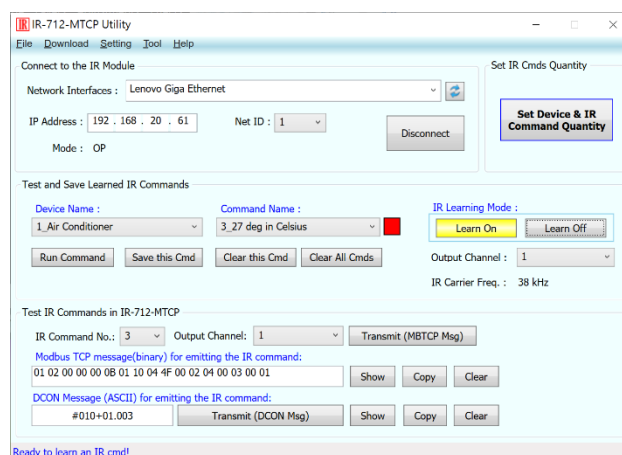 IR IR-712-MTCP Utility
File Download Setting Tool Help
Connect to the IR Module
Set IR Cmds Quantity
Network Interfaces : Lenovo Giga Ethernet
IP Address : 192 . 168 . 20 . 61 Net ID : 1
Disconnect
Set Device & IR
Command Quantity
Mode : OP
Test and Save Learned IR Commands
Device Name : Command Name : IR Learning Mode :
1_Air Conditioner 3_27 deg in Celsius Learn On Learn Off
Run Command Save this Cmd Clear this Cmd Clear All Cmds Output Channel : 1
IR Carrier Freq. : 38 kHz
Test IR Commands in IR-712-MTCP
IR Command No.: 3 Output Channel: 1 Transmit (MBTCP Msg)
Modbus TCP message(binary) for emitting the IR command:
01 02 00 00 00 0B 01 10 04 4F 00 02 04 00 03 00 01 Show Copy Clear
DCON Message (ASCII) for emitting the IR command:
#010+01.003 Transmit (DCON Msg) Show Copy Clear
Ready to learn an IR cmd!